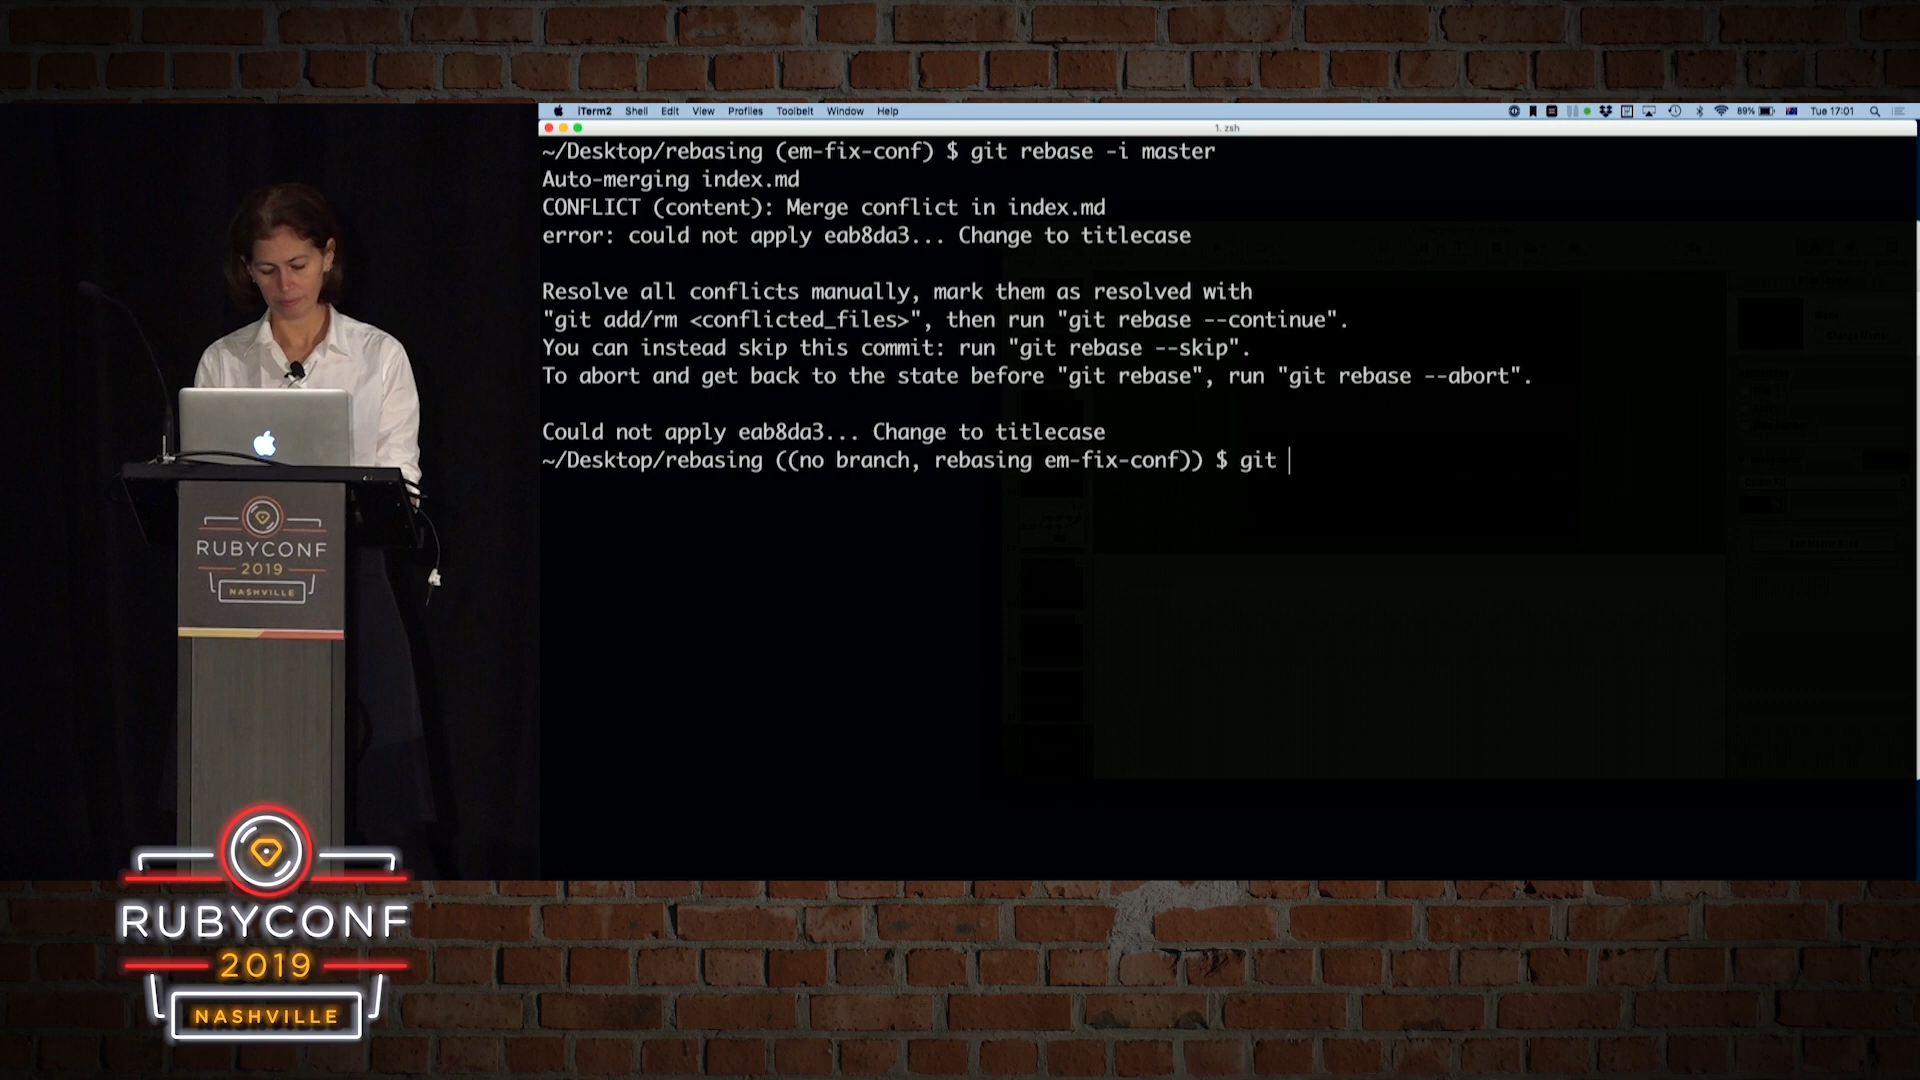 iTerm2 Shell Edit View Profiles Toolbelt Window Help
89% Tue 17:01
1. zsh
~/Desktop/rebasing (em-fix-conf) $ git rebase -i master
Auto-merging index.md
CONFLICT (content): Merge conflict in index.md
error: could not apply eab8da3... Change to titlecase
Resolve all conflicts manually, mark them as resolved with
"git add/rm <conflicted_files>", then run "git rebase --continue".
You can instead skip this commit: run "git rebase --skip".
To abort and get back to the state before "git rebase", run "git rebase --abort".
Could not apply eab8da3... Change to titlecase
~/Desktop/rebasing ((no branch, rebasing em-fix-conf)) $ git
RUBYCONF
2019
NASHVILLE
RUBYCONF
2019
NASHVILLE